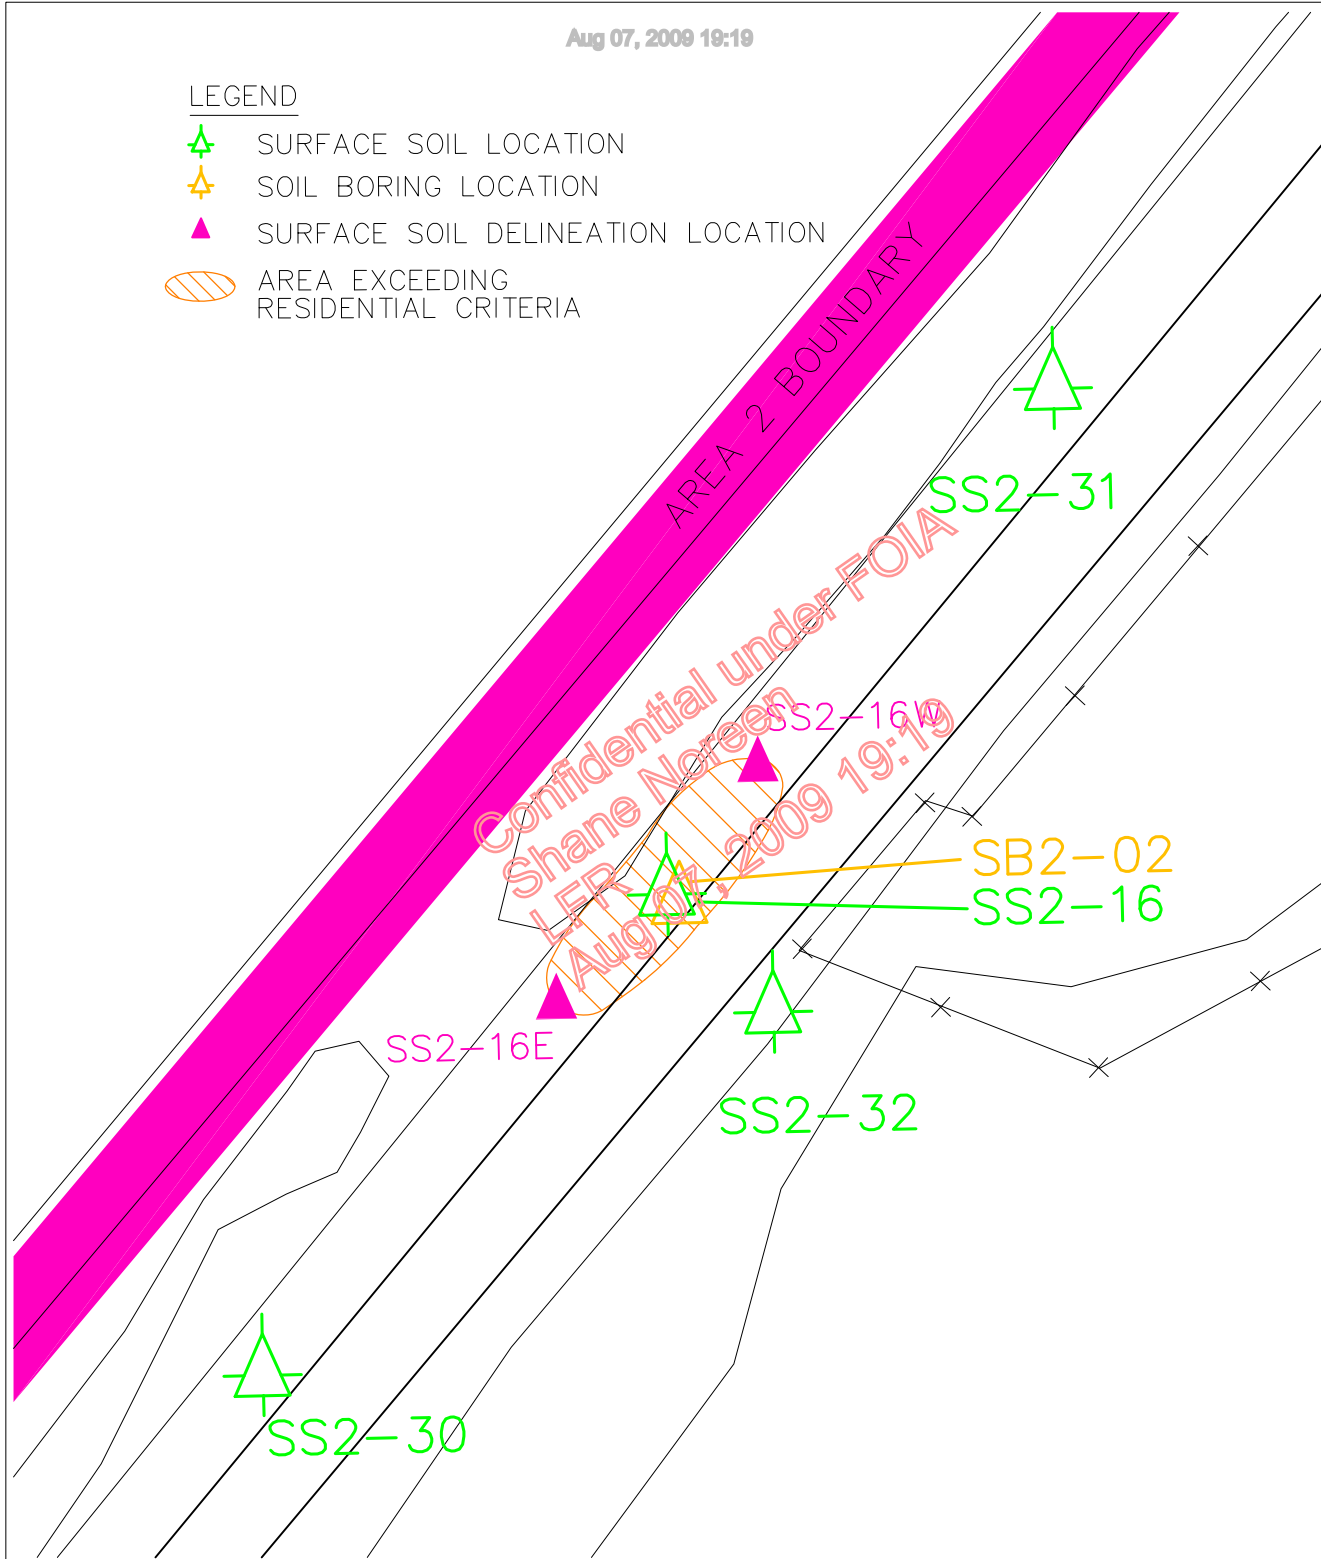 Aug 07, 2009 19:19
LEGEND
SURFACE SOIL LOCATION
SOIL BORING LOCATION
SURFACE SOIL DELINEATION LOCATION
AREA EXCEEDING
RESIDENTIAL CRITERIA
AREA 2 BOUNDARY
SS2-31
Confidential under FOIA
Shane Noreen
LFR
Aug 07, 2009 19:19
SS2-16W
SB2-02
SS2-16
SS2-16E
SS2-32
SS2-30